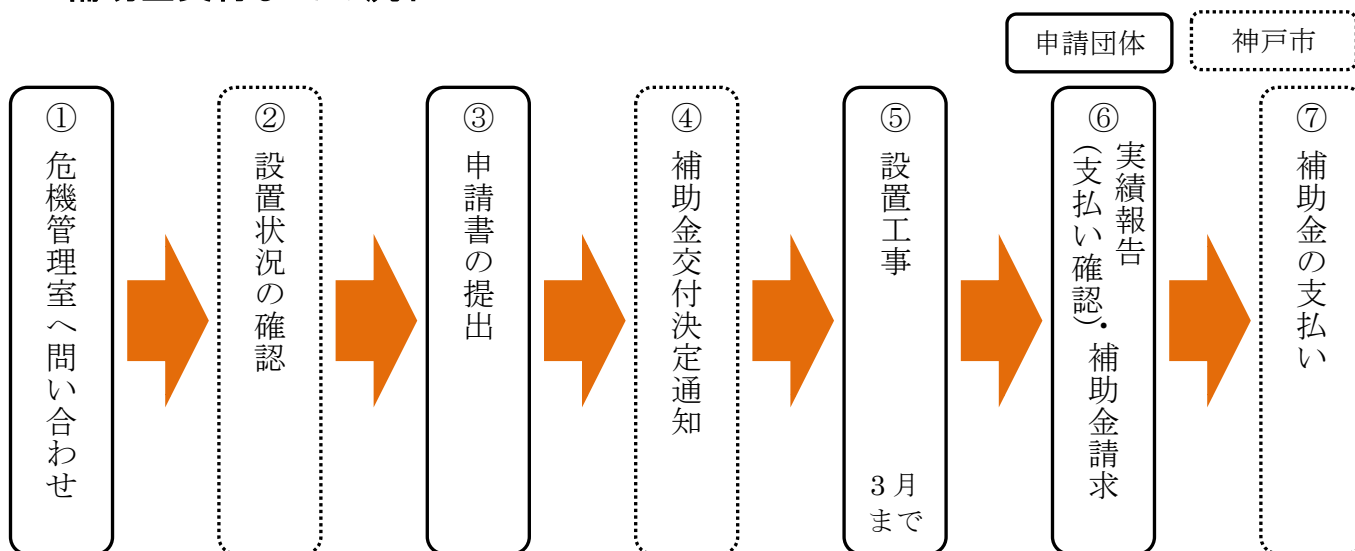 申請団体
神戸市
① 危機管理室へ問い合わせ
② 設置状況の確認
③ 申請書の提出
④ 補助金交付決定通知
⑤ 設置工事
3月
まで
⑥ 実績報告
(支払い確認)・補助金請求
⑦ 補助金の支払い